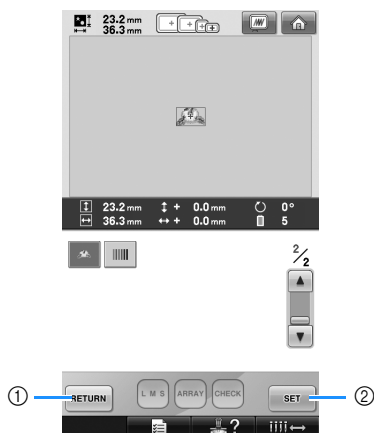 23.2 mm
36.3 mm
23.2 mm + 0.0 mm 0°
36.3 mm + 0.0 mm 5
2/2
① RETURN L M S ARRAY CHECK SET ②
?